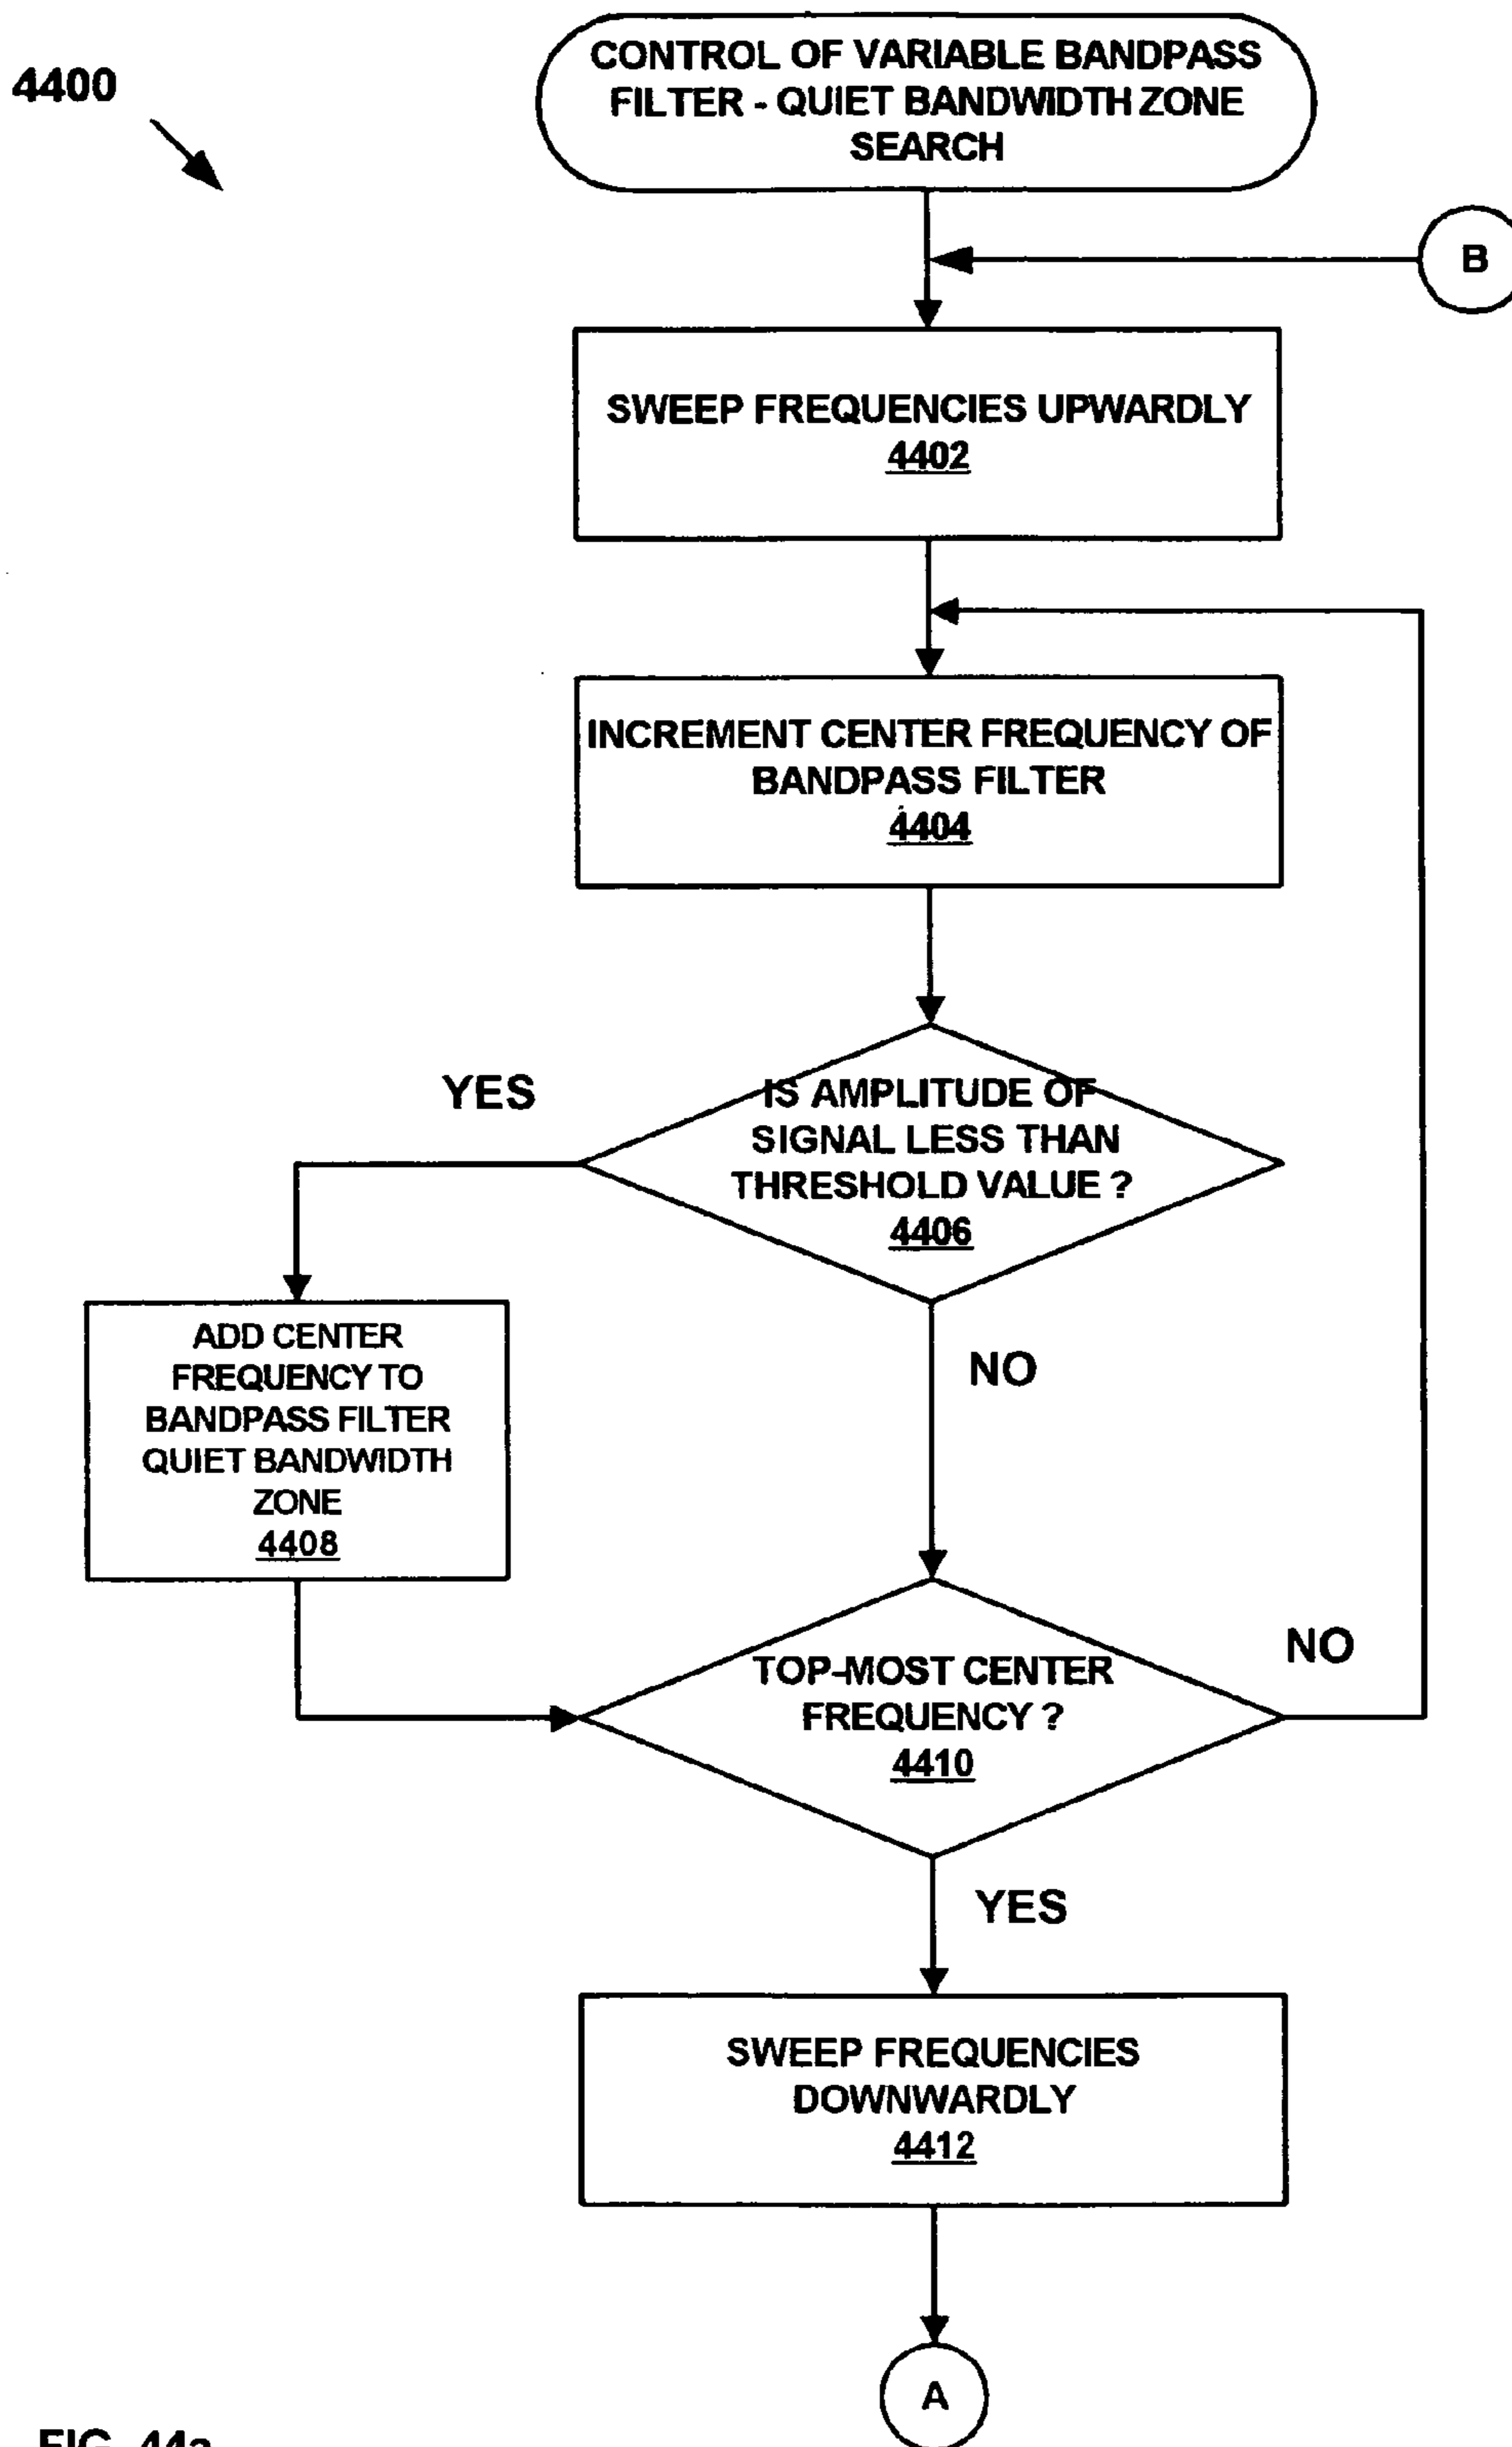 4400
CONTROL OF VARIABLE BANDPASS
FILTER - QUIET BANDWIDTH ZONE
SEARCH
B
SWEEP FREQUENCIES UPWARDLY
4402
INCREMENT CENTER FREQUENCY OF
BANDPASS FILTER
4404
YES
IS AMPLITUDE OF
SIGNAL LESS THAN
THRESHOLD VALUE ?
4406
ADD CENTER
FREQUENCY TO
BANDPASS FILTER
QUIET BANDWIDTH
ZONE
4408
NO
TOP-MOST CENTER
FREQUENCY ?
4410
NO
YES
SWEEP FREQUENCIES
DOWNWARDLY
4412
A
FIG. 44a